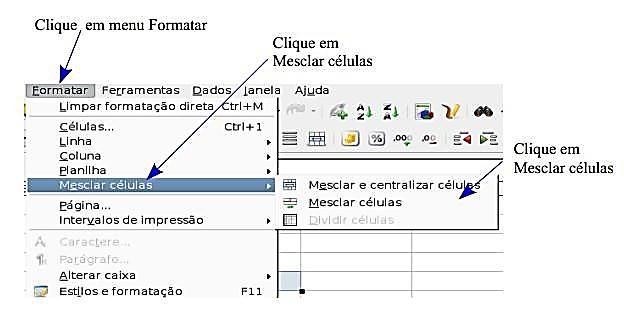 Clique em menu Formatar
Clique em
Mesclar células
Formatar Ferramentas Dados Janela Ajuda
Limpar formatação direta Ctrl+M
Células... Ctrl+1
Linha
Coluna
Planilha
Mesclar células
Clique em
Mesclar células
Mesclar e centralizar células
Mesclar células
Dividir células
Página...
Intervalos de impressão
Caractere...
Parágrafo...
Alterar caixa
Estilos e formatação F11